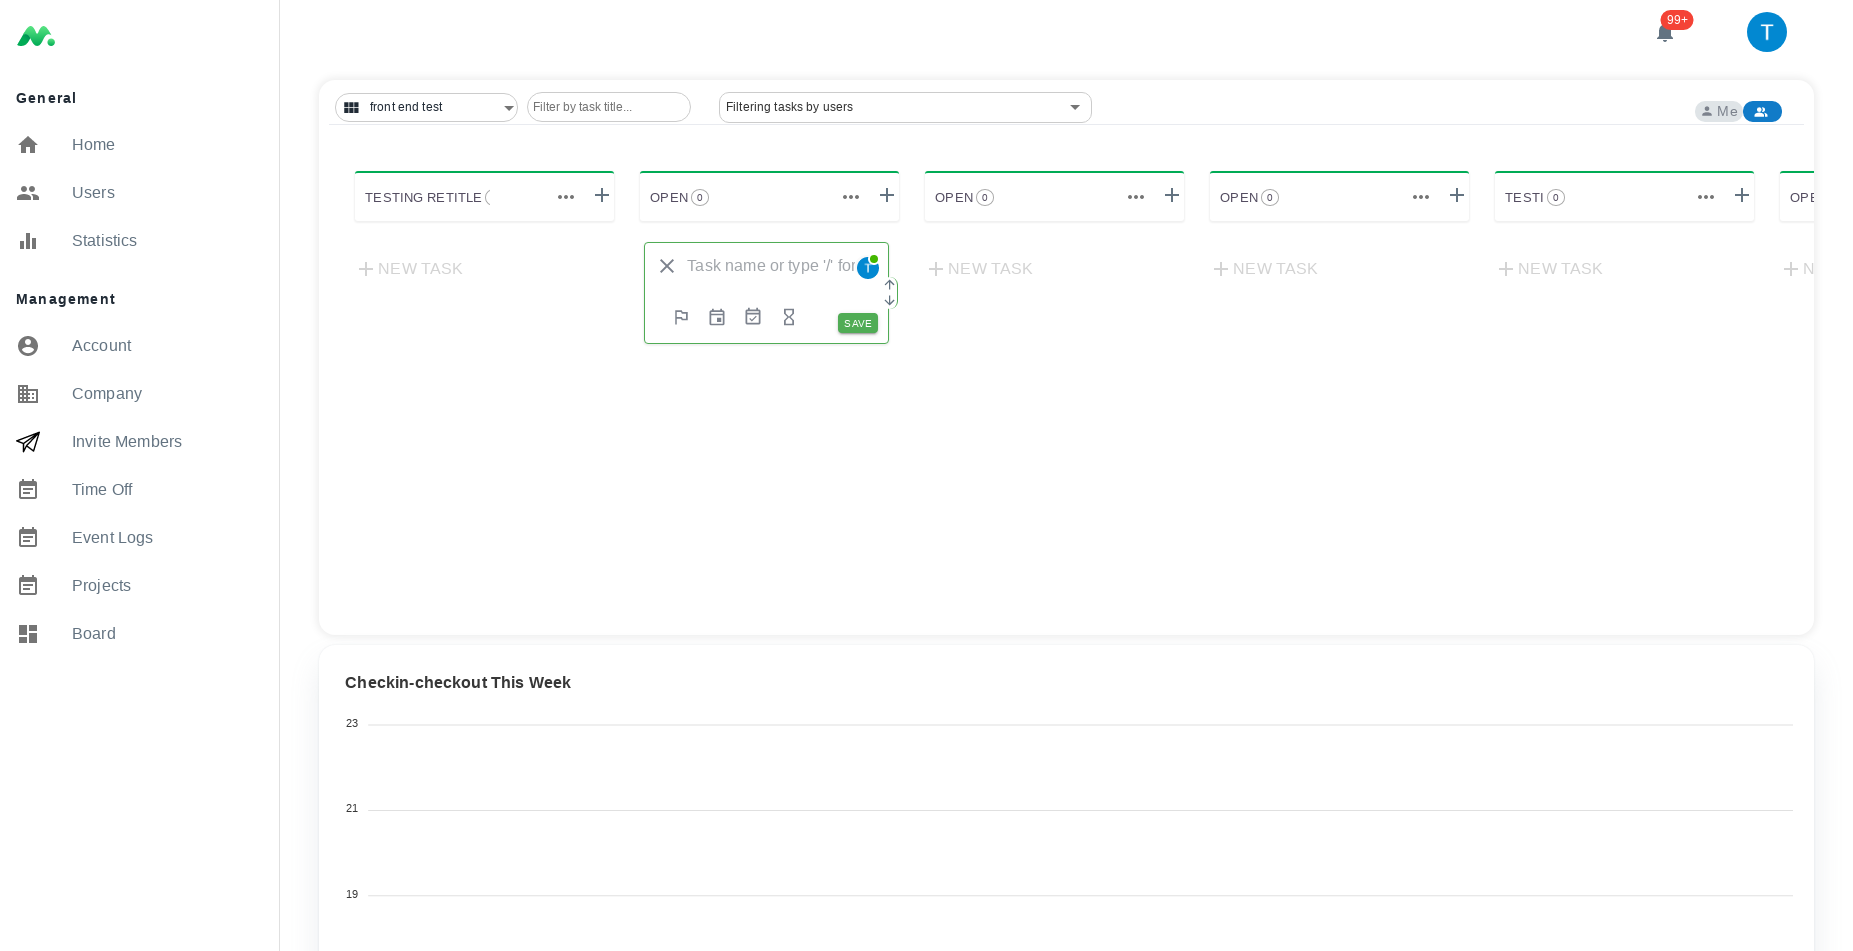 99+
T
General
Home
Users
Statistics
Management
Account
Company
Invite Members
Time Off
Event Logs
Projects
Board
front end test
Filter by task title...
Filtering tasks by users
Me
TESTING RETITLE
OPEN 0
OPEN 0
OPEN 0
TESTI 0
OPE
NEW TASK
Task name or type '/' for
T
SAVE
NEW TASK
NEW TASK
NEW TASK
N
Checkin-checkout This Week
23
21
19